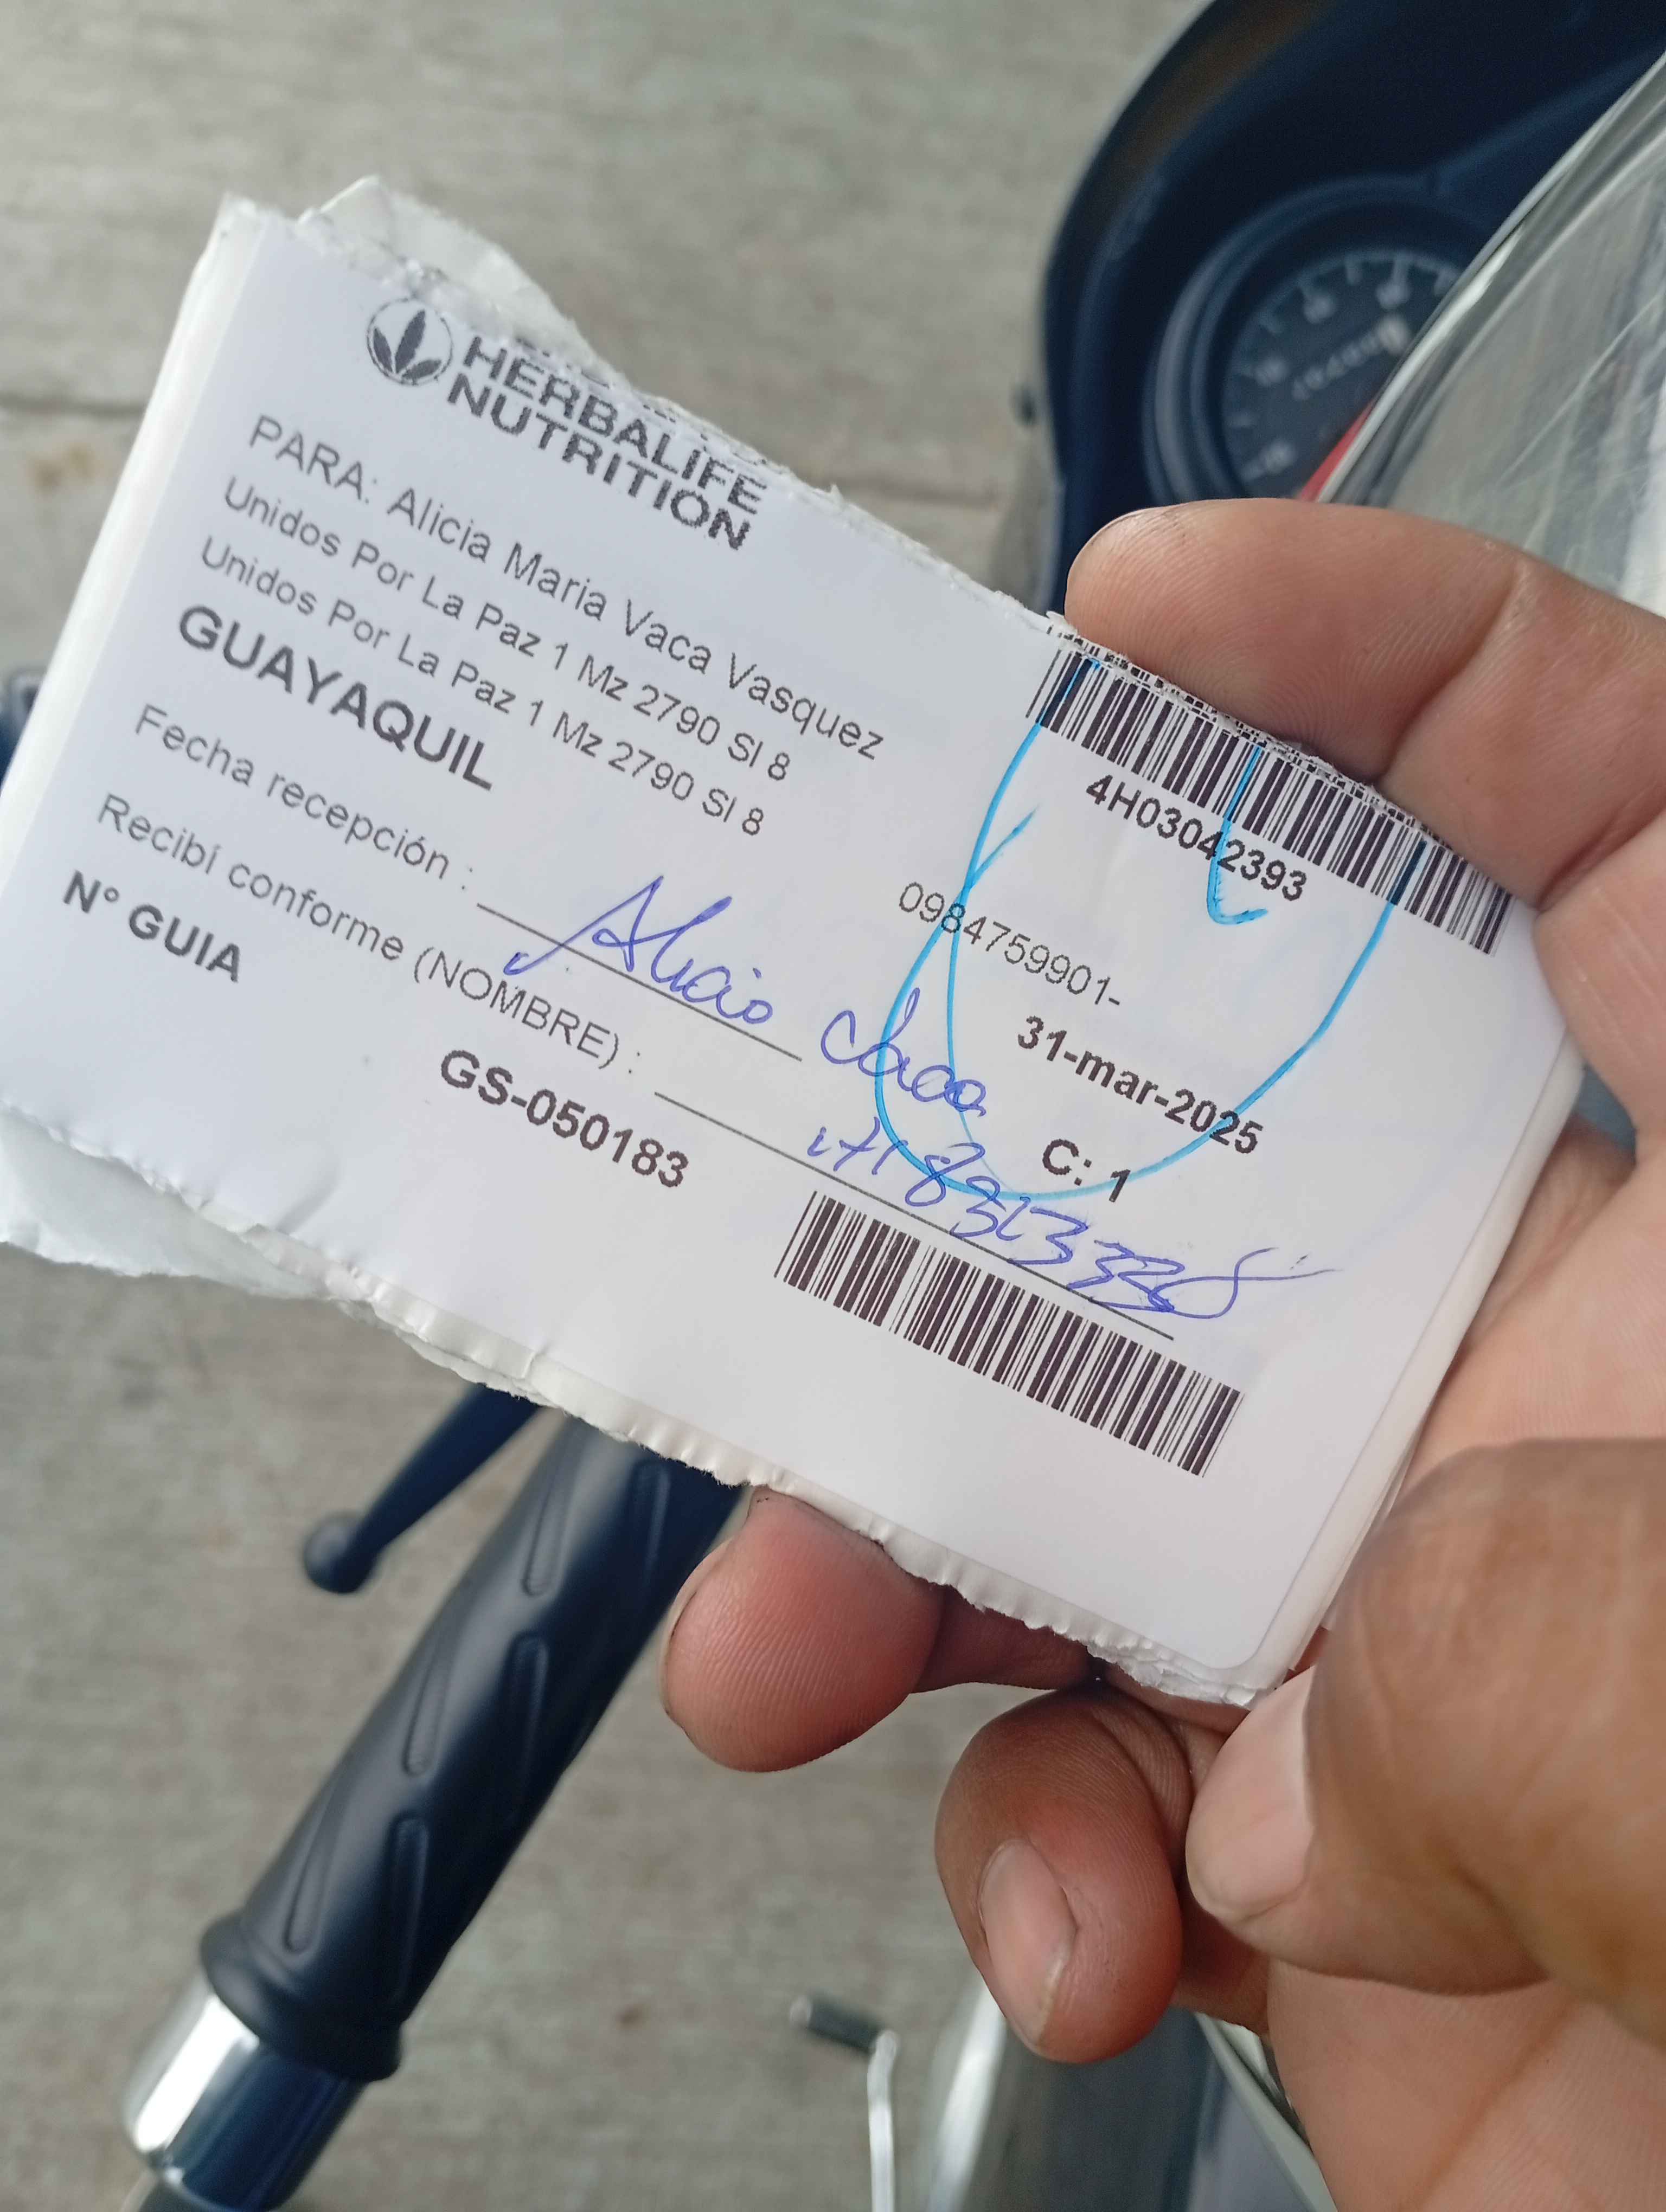 HERBALIFE
NUTRITION
4H03042393
PARA: Alicia Maria Vaca Vasquez
Unidos Por La Paz 1 Mz 2790 Sl 8
Unidos Por La Paz 1 Mz 2790 Sl 8
0984759901-
GUAYAQUIL
31-mar-2025
Fecha recepción :
Alicia Vaca
C: 1
Recibí conforme (NOMBRE) :
N° GUIA
GS-050183